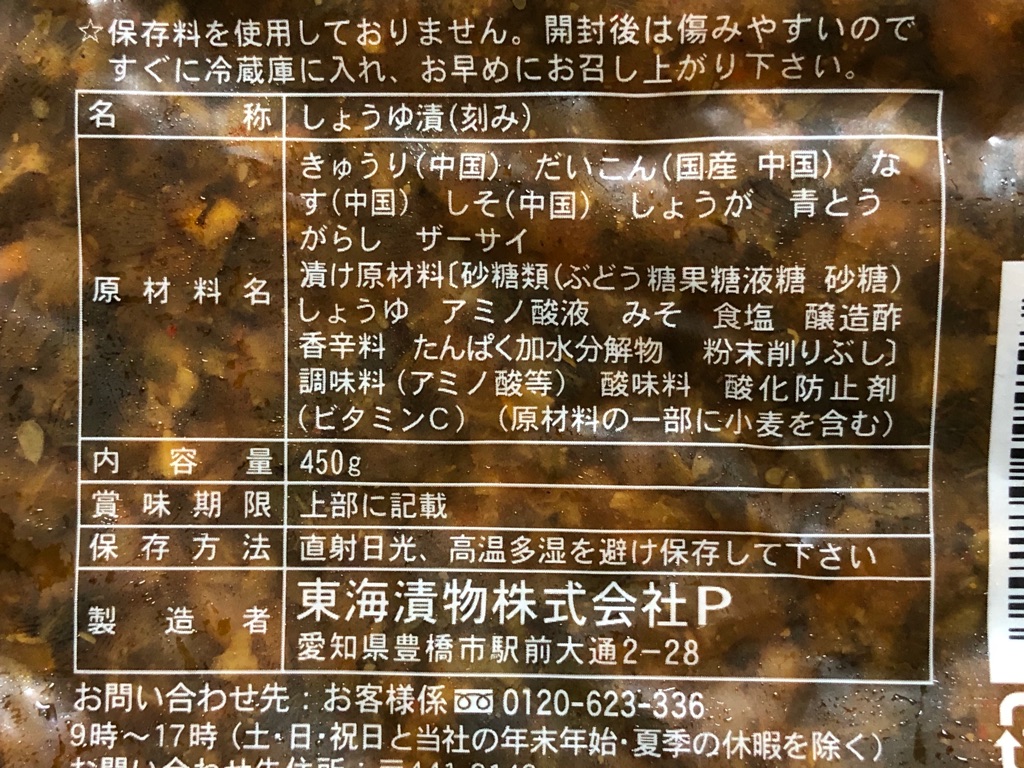 ☆保存料を使用しておりません。開封後は傷みやすいので
すぐに冷蔵庫に入れ、お早めにお召し上がり下さい。
名称 しょうゆ漬(刻み)
原材料名 きゅうり(中国) だいこん(国産 中国) な
す(中国) しそ(中国) しょうが 青とう
がらし ザーサイ
漬け原材料〔砂糖類(ぶどう糖果糖液糖 砂糖)
しょうゆ アミノ酸液 みそ 食塩 醸造酢
香辛料 たんぱく加水分解物 粉末削りぶし〕
調味料(アミノ酸等) 酸味料 酸化防止剤
(ビタミンC) (原材料の一部に小麦を含む)
内容量 450g
賞味期限 上部に記載
保存方法 直射日光、高温多湿を避け保存して下さい
製造者 東海漬物株式会社P
愛知県豊橋市駅前大通2-28
お問い合わせ先:お客様係 0120-623-336
9時~17時(土・日・祝日と当社の年末年始・夏季の休暇を除く)
お問い合わせ先住所:〒441-8142